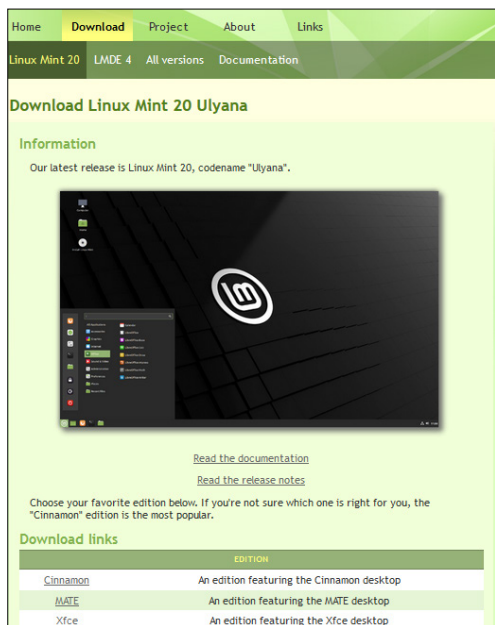 Home Download Project About Links
Linux Mint 20 LMDE 4 All versions Documentation
Download Linux Mint 20 Ulyana
Information
Our latest release is Linux Mint 20, codename "Ulyana".
Read the documentation
Read the release notes
Choose your favorite edition below. If you're not sure which one is right for you, the
"Cinnamon" edition is the most popular.
Download links
EDITION
Cinnamon An edition featuring the Cinnamon desktop
MATE An edition featuring the MATE desktop
Xfce An edition featuring the Xfce desktop